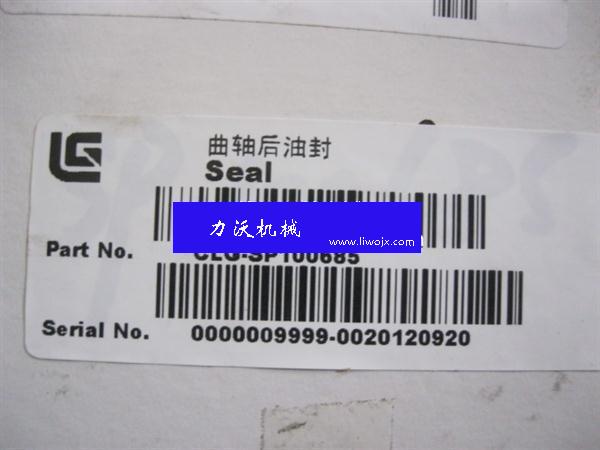 LG
曲轴后油封
Seal
力沃机械
www.liwojx.com
Part No. CLG-SP100685
Serial No. 0000009999-0020120920